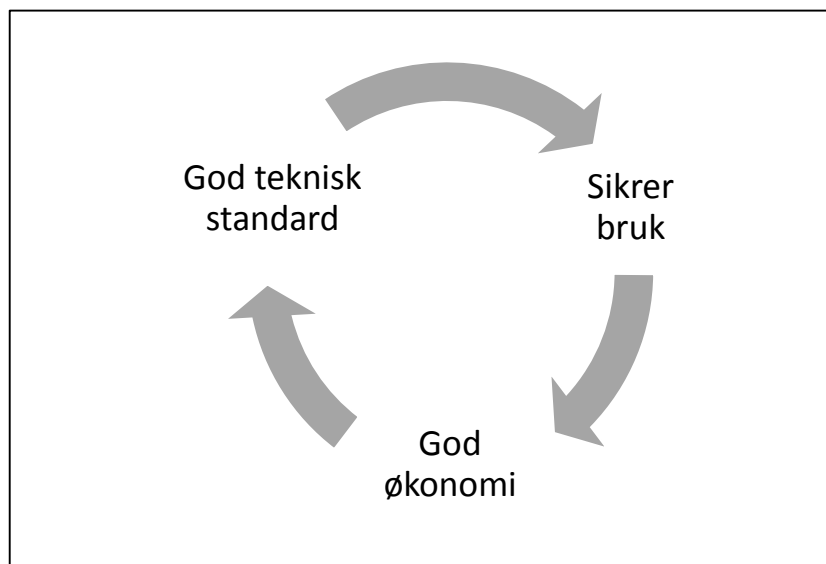 God teknisk
standard
Sikrer
bruk
God
økonomi